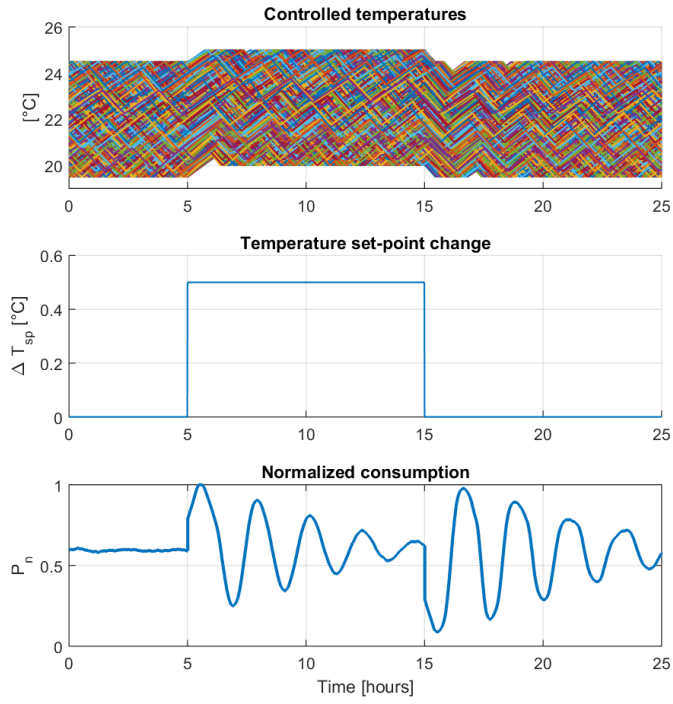 Controlled temperatures
[°C]
26
24
22
20
0 5 10 15 20 25
Temperature set-point change
Δ T_sp [°C]
0.6
0.4
0.2
0
0 5 10 15 20 25
Normalized consumption
P_n
1
0.5
0
0 5 10 15 20 25
Time [hours]